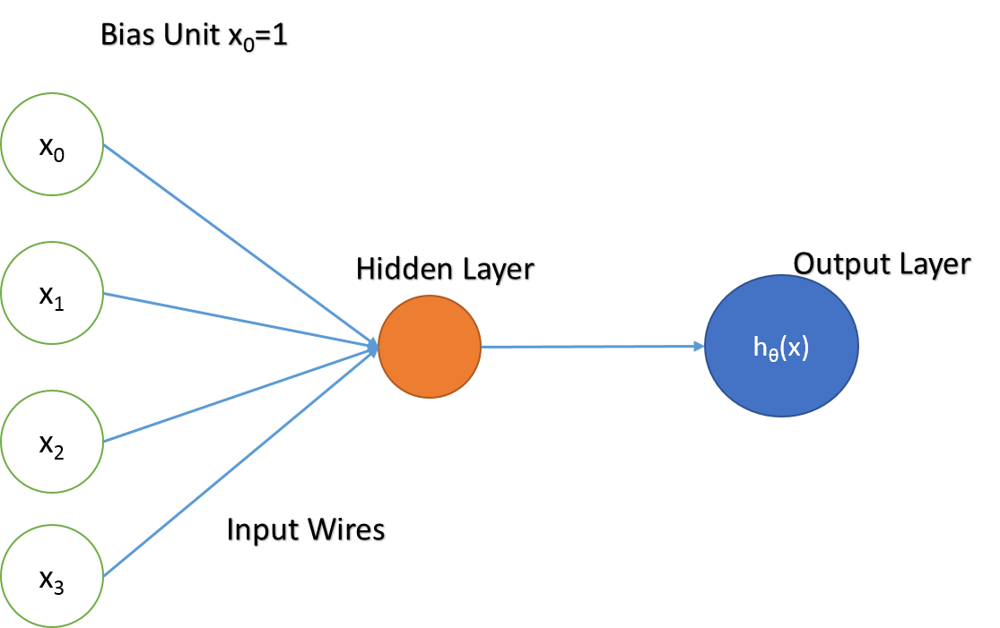 Bias Unit x₀=1
x₀
x₁
Hidden Layer
Output Layer
hθ(x)
x₂
Input Wires
x₃